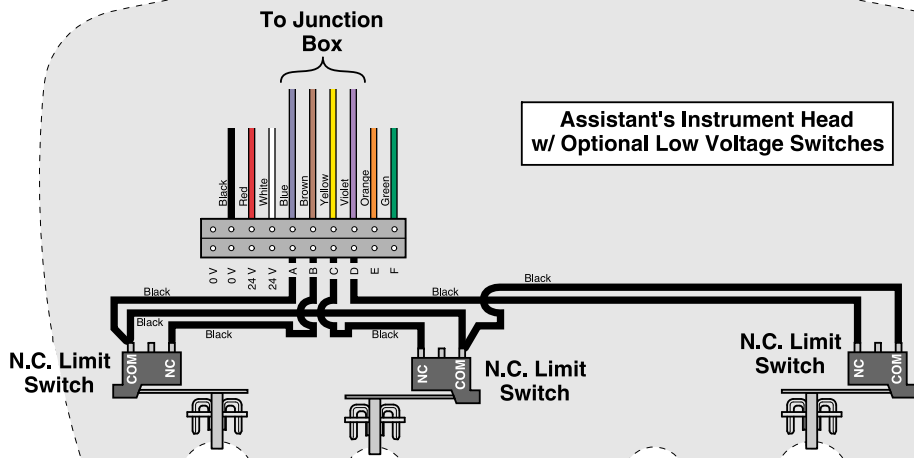 To Junction
Box
Assistant's Instrument Head
w/ Optional Low Voltage Switches
Black
Red
White
Blue
Brown
Yellow
Violet
Orange
Green
0 V
0 V
24 V
24 V
A
B
C
D
E
F
Black
Black
Black
Black
Black
Black
N.C. Limit
Switch
COM
NC
NC
COM
N.C. Limit
Switch
N.C. Limit
Switch
NC
COM